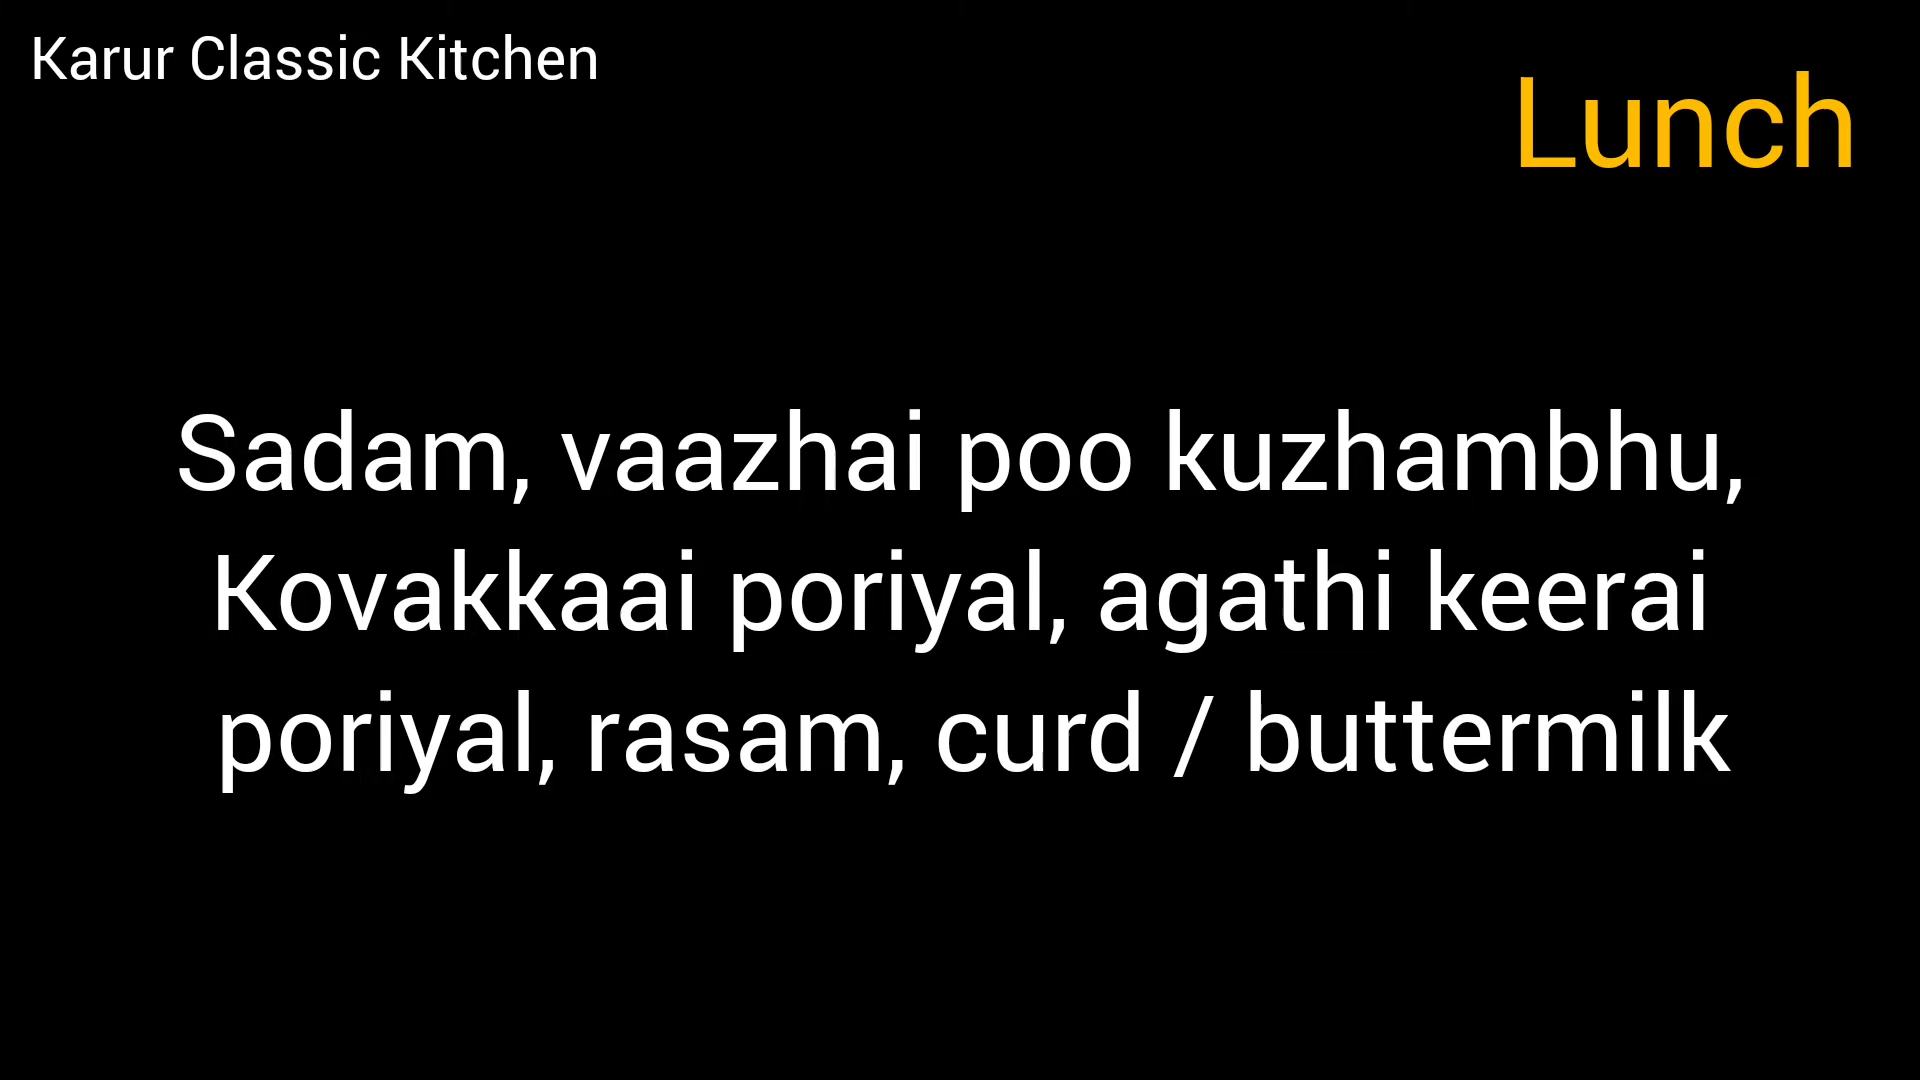 Karur Classic Kitchen
Lunch
Sadam, vaazhai poo kuzhambhu,
Kovakkaai poriyal, agathi keerai
poriyal, rasam, curd / buttermilk